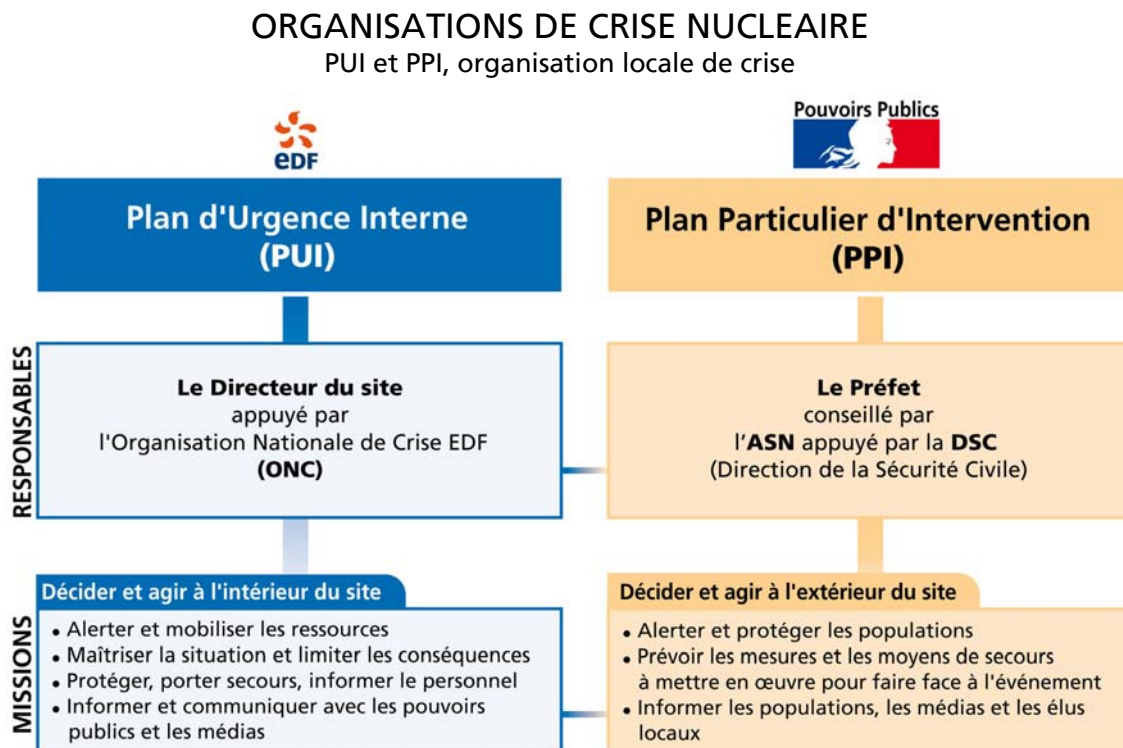 ORGANISATIONS DE CRISE NUCLEAIRE
PUI et PPI, organisation locale de crise
eDF
Pouvoirs Publics
Plan d'Urgence Interne
(PUI)
Plan Particulier d'Intervention
(PPI)
RESPONSABLES
Le Directeur du site
appuyé par
l'Organisation Nationale de Crise EDF
(ONC)
Le Préfet
conseillé par
l'ASN appuyé par la DSC
(Direction de la Sécurité Civile)
MISSIONS
Décider et agir à l'intérieur du site
• Alerter et mobiliser les ressources
• Maîtriser la situation et limiter les conséquences
• Protéger, porter secours, informer le personnel
• Informer et communiquer avec les pouvoirs
publics et les médias
Décider et agir à l'extérieur du site
• Alerter et protéger les populations
• Prévoir les mesures et les moyens de secours
à mettre en œuvre pour faire face à l'événement
• Informer les populations, les médias et les élus
locaux